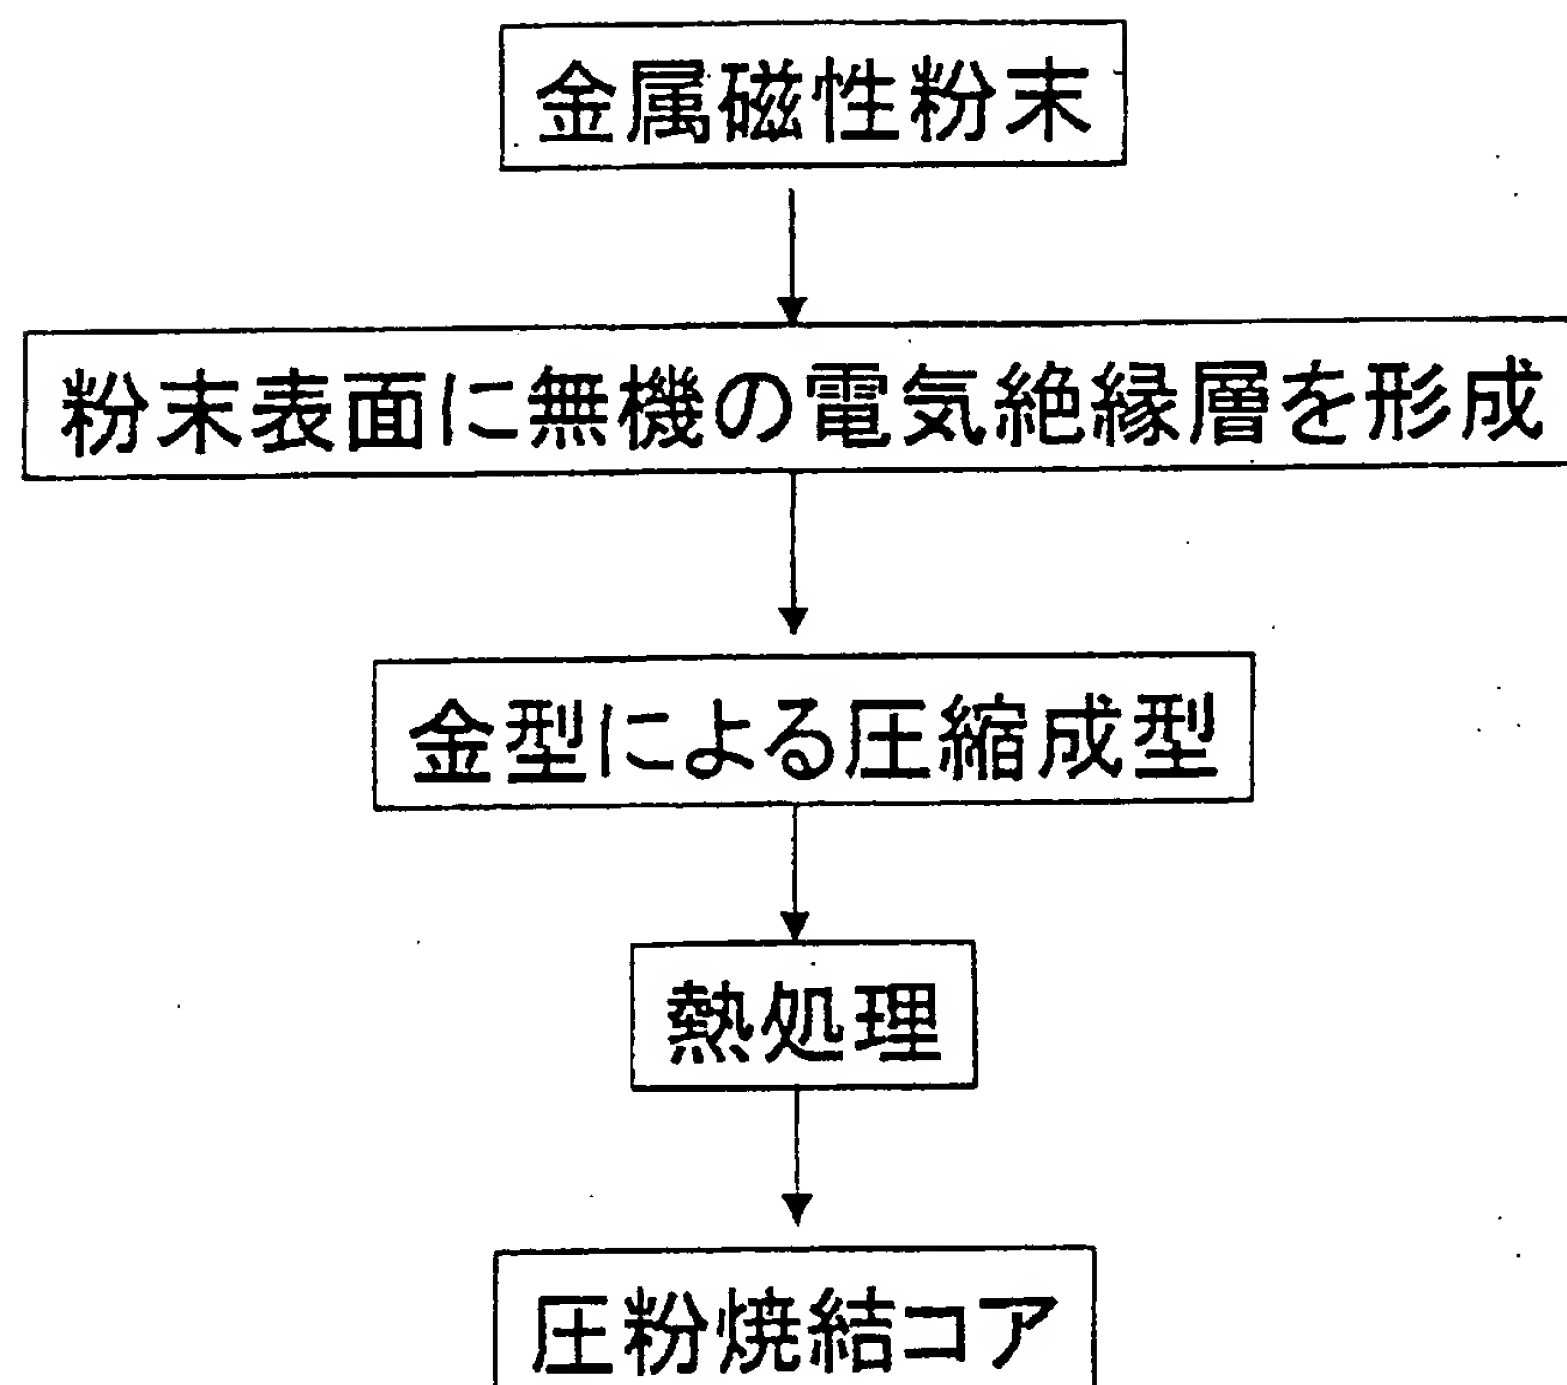 金属磁性粉末
粉末表面に無機の電気絶縁層を形成
金型による圧縮成型
熱処理
圧粉焼結コア